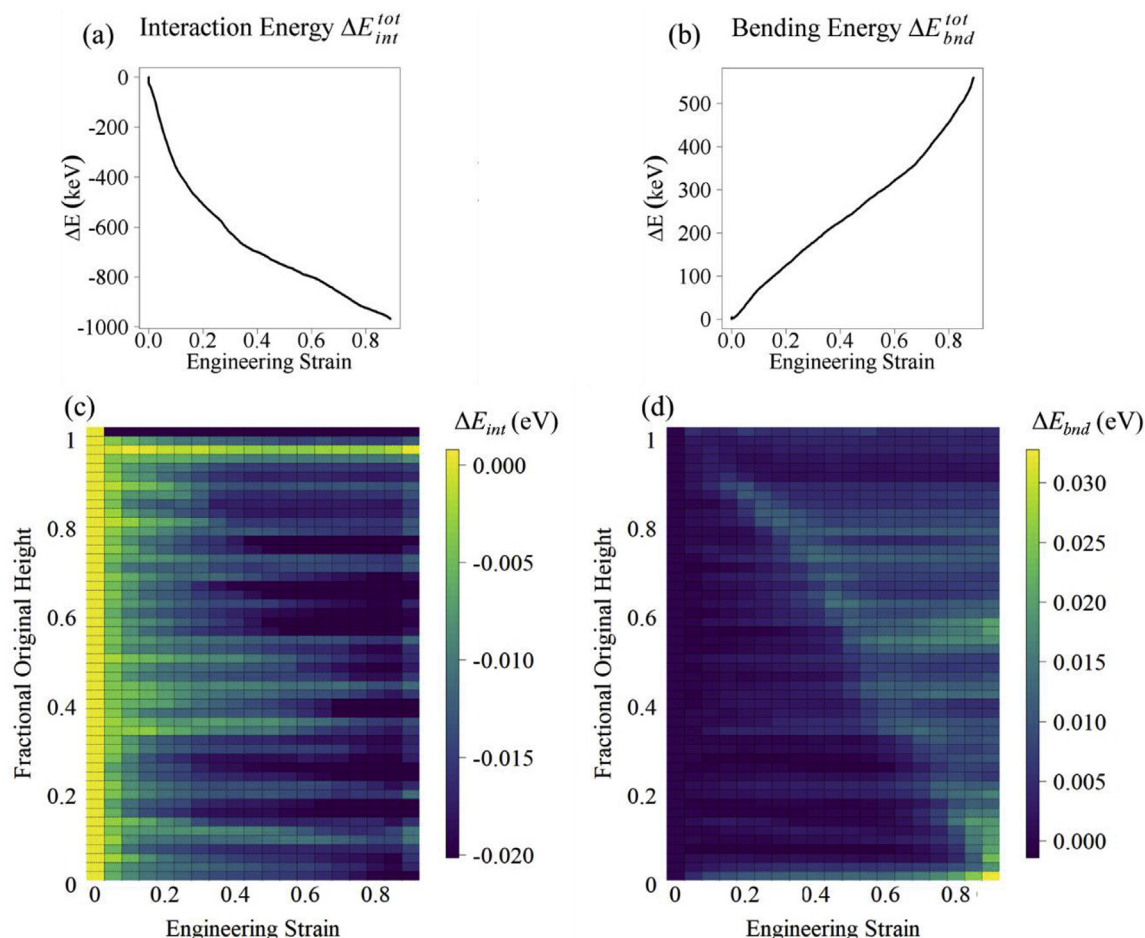 (a) Interaction Energy ΔE_int^tot
0
-200
-400
-600
-800
-1000
ΔE (keV)
0.0 0.2 0.4 0.6 0.8
Engineering Strain
(b) Bending Energy ΔE_bnd^tot
500
400
300
200
100
0
ΔE (keV)
0.0 0.2 0.4 0.6 0.8
Engineering Strain
(c)
ΔE_int (eV)
1
0.8
0.6
0.4
0.2
0
Fractional Original Height
0 0.2 0.4 0.6 0.8
Engineering Strain
0.000
-0.005
-0.010
-0.015
-0.020
(d)
ΔE_bnd (eV)
1
0.8
0.6
0.4
0.2
0
Fractional Original Height
0 0.2 0.4 0.6 0.8
Engineering Strain
0.030
0.025
0.020
0.015
0.010
0.005
0.000